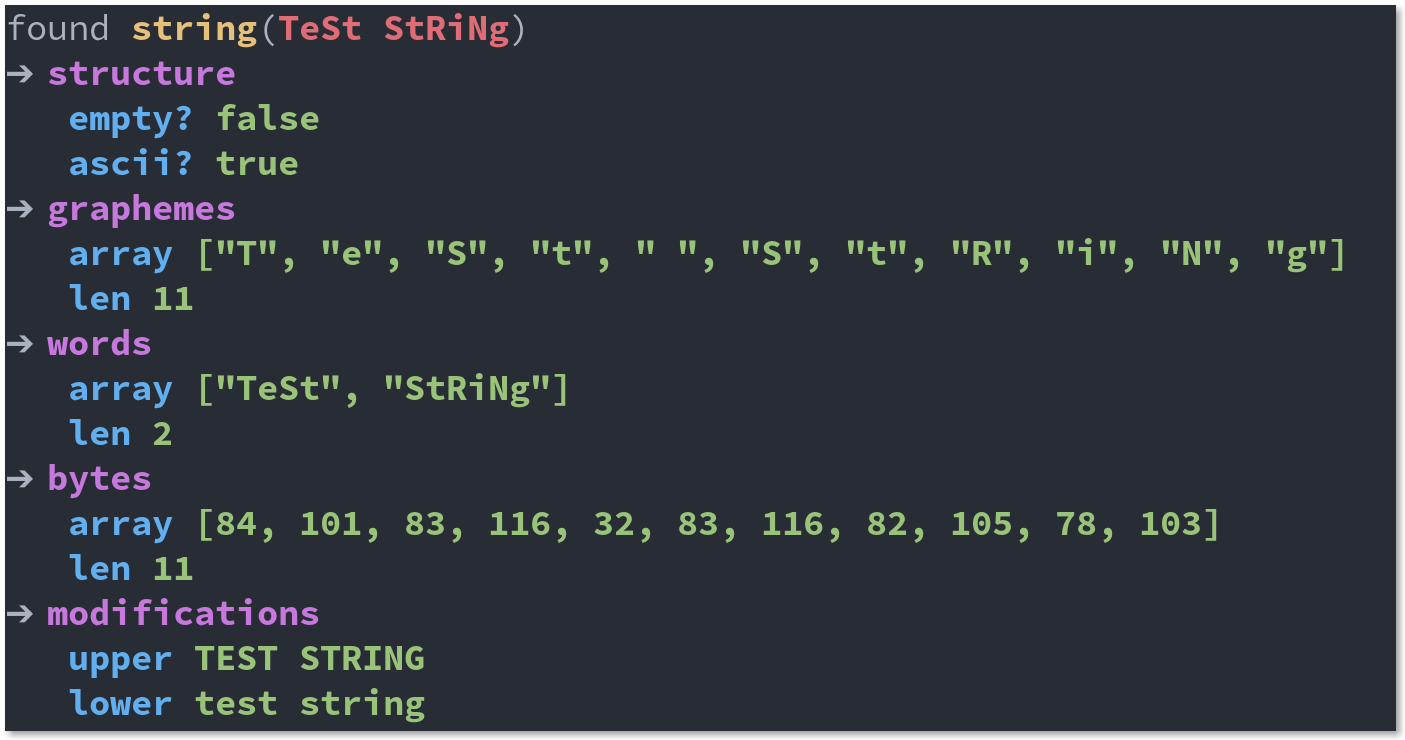 found string(TeSt StRiNg)
→ structure
empty? false
ascii? true
→ graphemes
array ["T", "e", "S", "t", " ", "S", "t", "R", "i", "N", "g"]
len 11
→ words
array ["TeSt", "StRiNg"]
len 2
→ bytes
array [84, 101, 83, 116, 32, 83, 116, 82, 105, 78, 103]
len 11
→ modifications
upper TEST STRING
lower test string